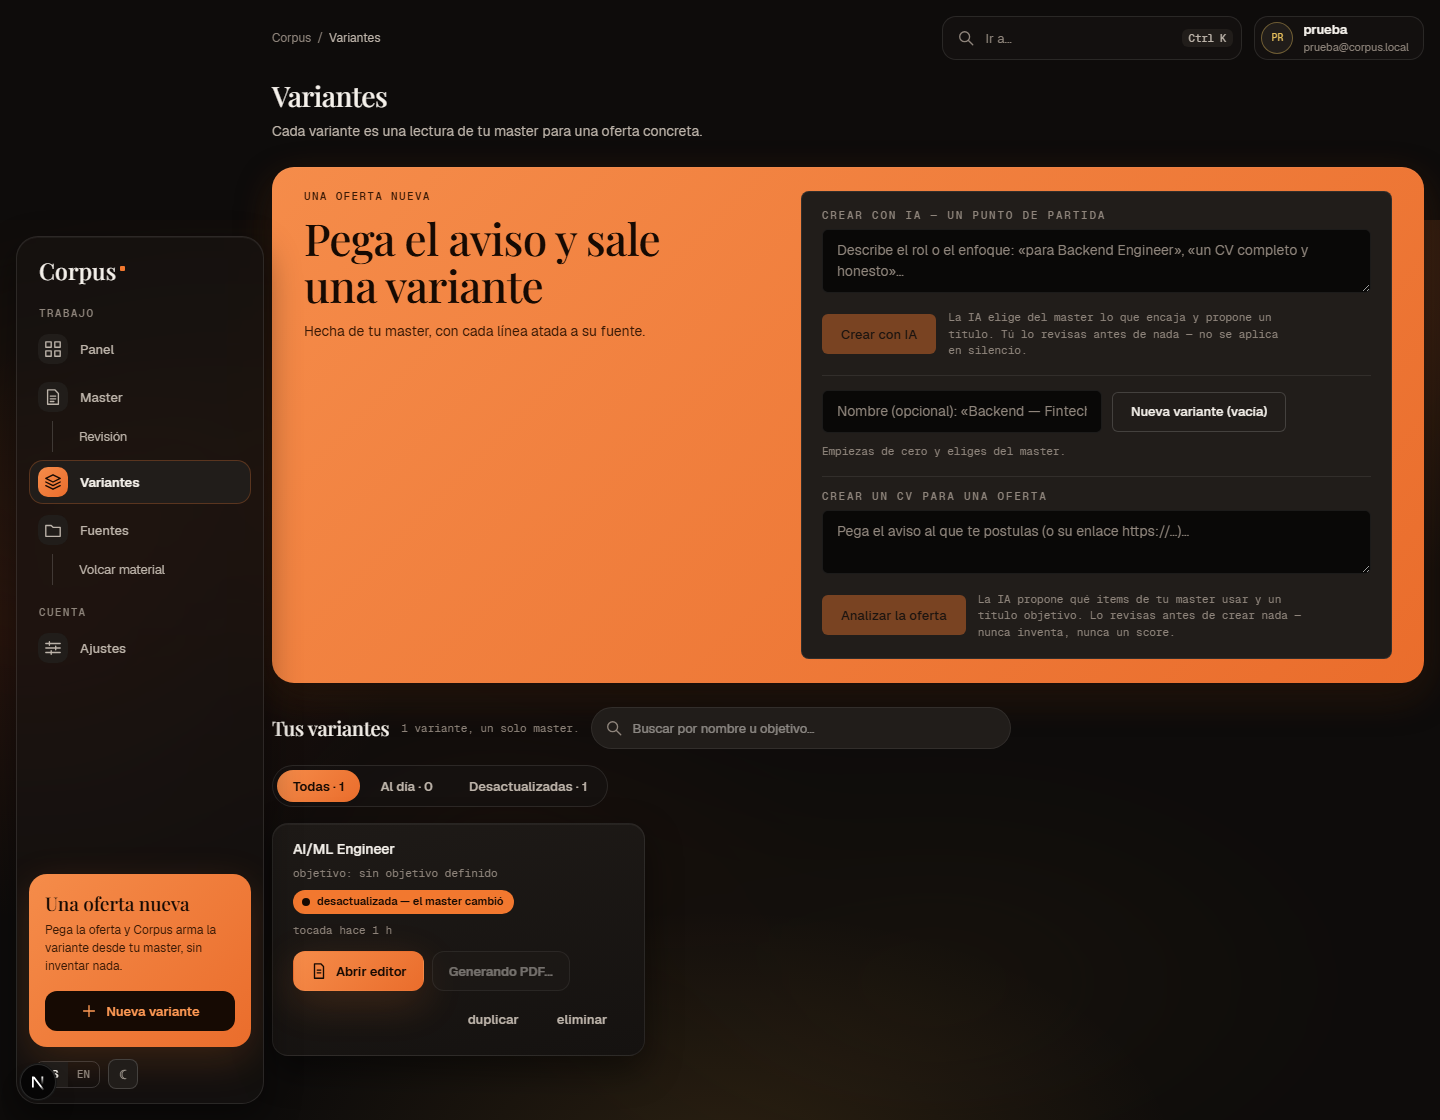 Corpus / Variantes
Ir a...
Ctrl K
PR
prueba
prueba@corpus.local
Variantes
Cada variante es una lectura de tu master para una oferta concreta.
Corpus
TRABAJO
Panel
Master
Revisión
Variantes
Fuentes
Volcar material
CUENTA
Ajustes
Una oferta nueva
Pega la oferta y Corpus arma la
variante desde tu master, sin
inventar nada.
Nueva variante
EN
UNA OFERTA NUEVA
Pega el aviso y sale
una variante
Hecha de tu master, con cada línea atada a su fuente.
CREAR CON IA — UN PUNTO DE PARTIDA
Describe el rol o el enfoque: «para Backend Engineer», «un CV completo y
honesto»…
Crear con IA
La IA elige del master lo que encaja y propone un
título. Tú lo revisas antes de nada — no se aplica
en silencio.
Nombre (opcional): «Backend — Fintech
Nueva variante (vacía)
Empiezas de cero y eliges del master.
CREAR UN CV PARA UNA OFERTA
Pega el aviso al que te postulas (o su enlace https://…)…
Analizar la oferta
La IA propone qué ítems de tu master usar y un
título objetivo. Lo revisas antes de crear nada —
nunca inventa, nunca un score.
Tus variantes
1 variante, un solo master.
Buscar por nombre u objetivo…
Todas · 1
Al día · 0
Desactualizadas · 1
AI/ML Engineer
objetivo: sin objetivo definido
desactualizada — el master cambió
tocada hace 1 h
Abrir editor
Generando PDF…
duplicar
eliminar